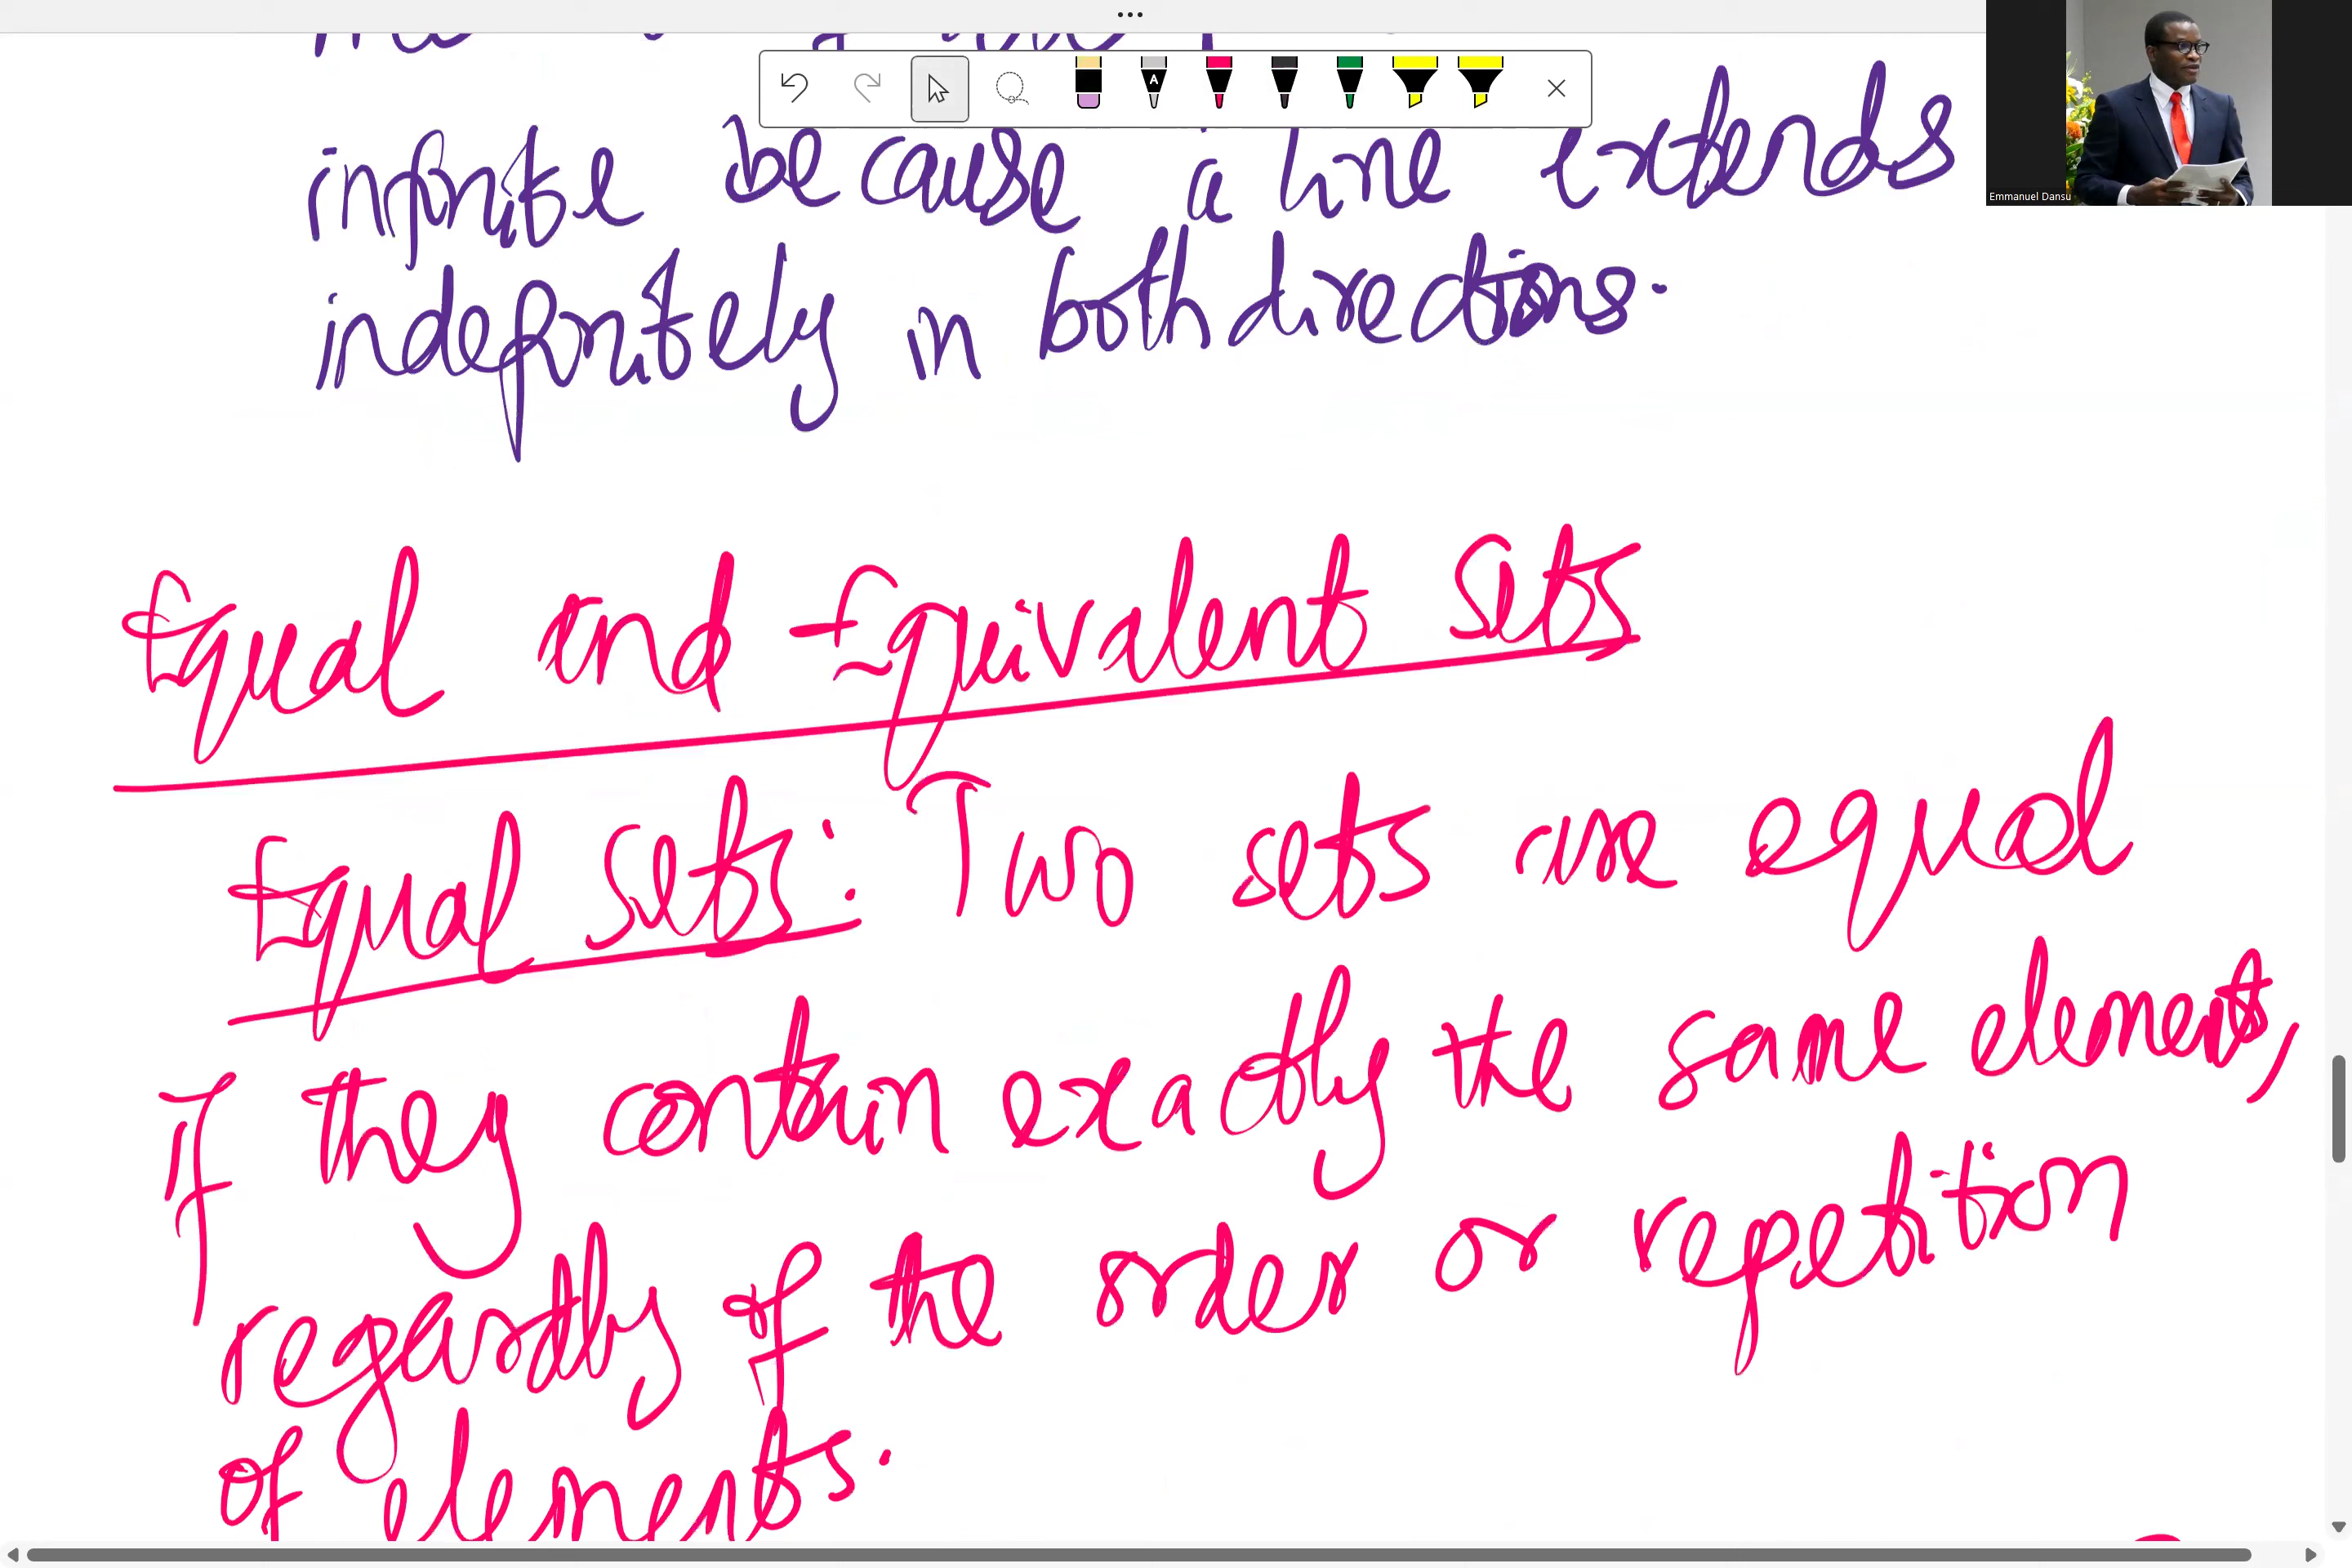 infinite because a line extends
indefinitely in both directions.
Equal and Equivalent Sets
Equal Sets: Two sets are equal
if they contain exactly the same elements,
regardly of the order or repetition
of elements.
Emmanuel Dansu
A